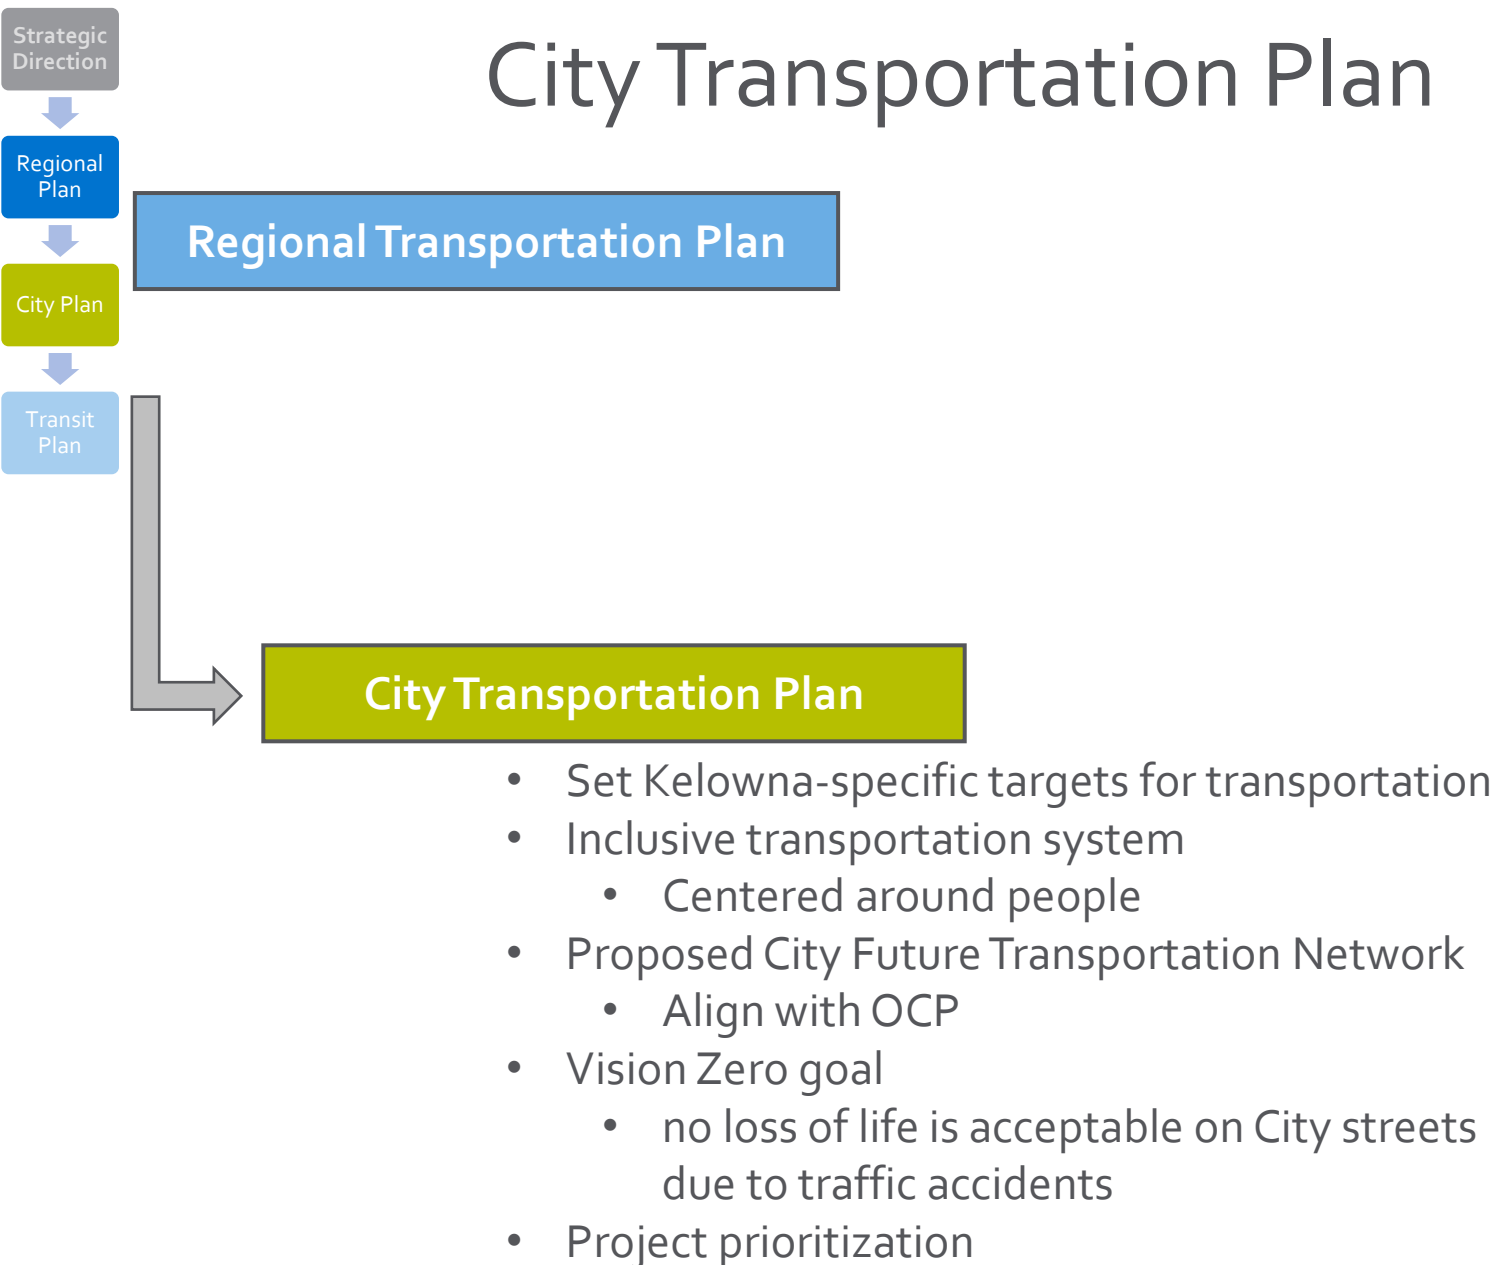 Strategic
Direction
City Transportation Plan
Regional
Plan
Regional Transportation Plan
City Plan
Transit
Plan
City Transportation Plan
• Set Kelowna-specific targets for transportation
• Inclusive transportation system
• Centered around people
• Proposed City Future Transportation Network
• Align with OCP
• Vision Zero goal
• no loss of life is acceptable on City streets
due to traffic accidents
• Project prioritization